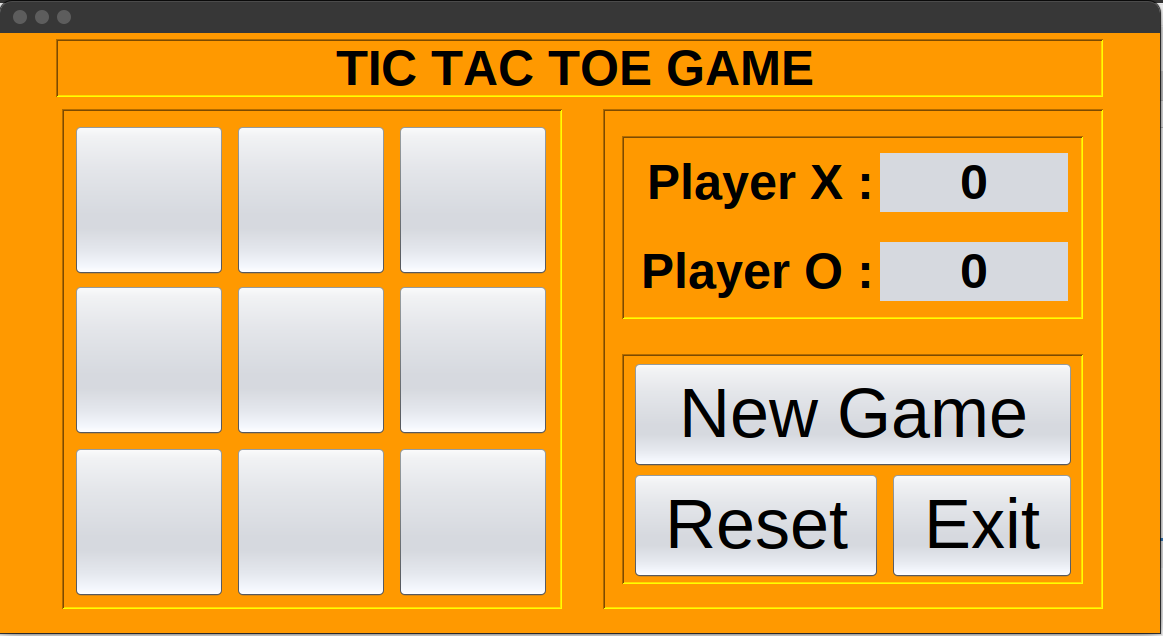 TIC TAC TOE GAME
Player X : 0
Player O : 0
New Game
Reset Exit